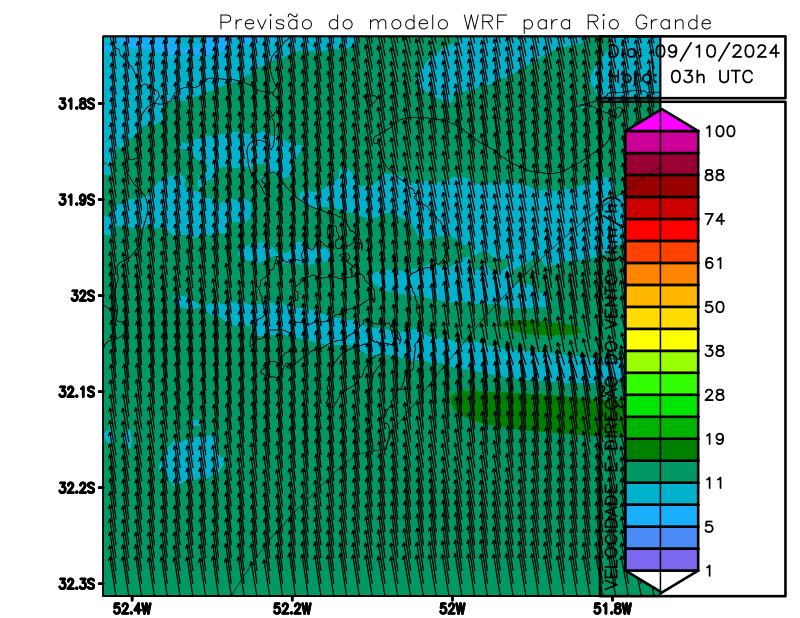 Previsão do modelo WRF para Rio Grande
Dia: 09/10/2024
Hora: 03h UTC
31.8S
31.9S
32S
32.1S
32.2S
32.3S
52.4W
52.2W
52W
51.8W
100
88
74
61
50
38
28
19
11
5
1
VELOCIDADE E DIREÇÃO DO VENTO (km/h)